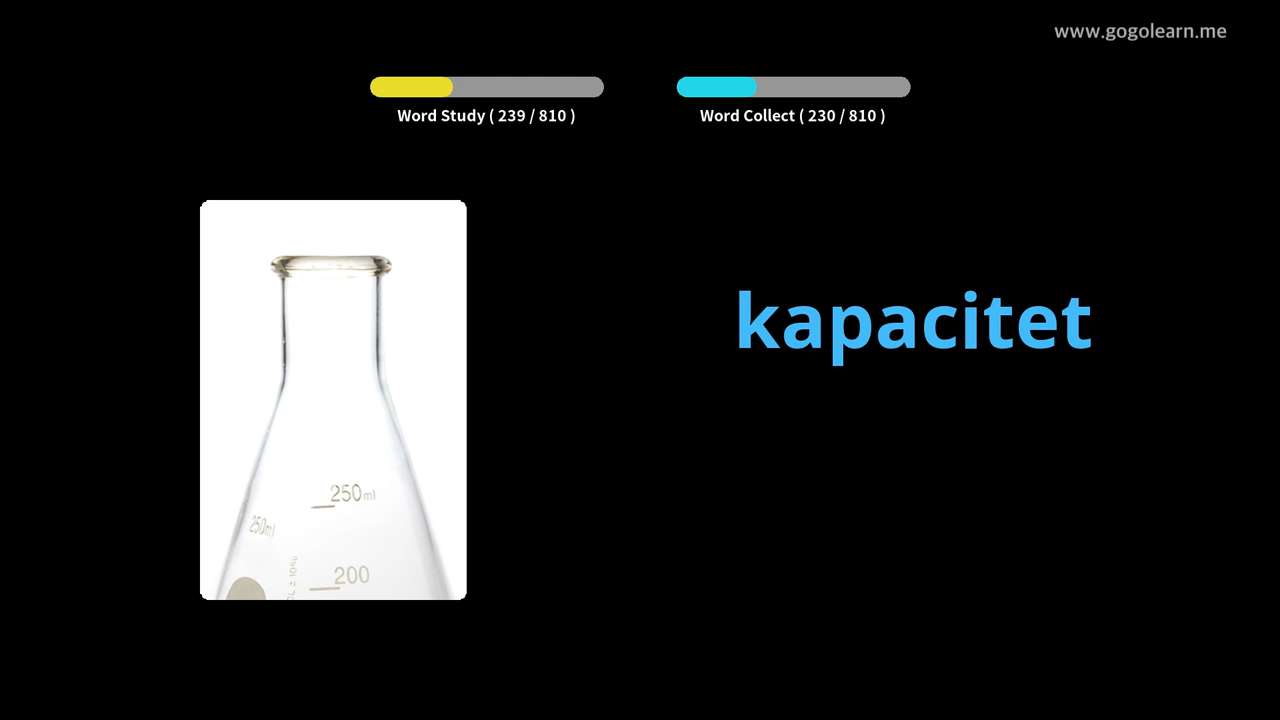 www.gogolearn.me
Word Study ( 239 / 810 )
Word Collect ( 230 / 810 )
kapacitet
250ml
250ml
200